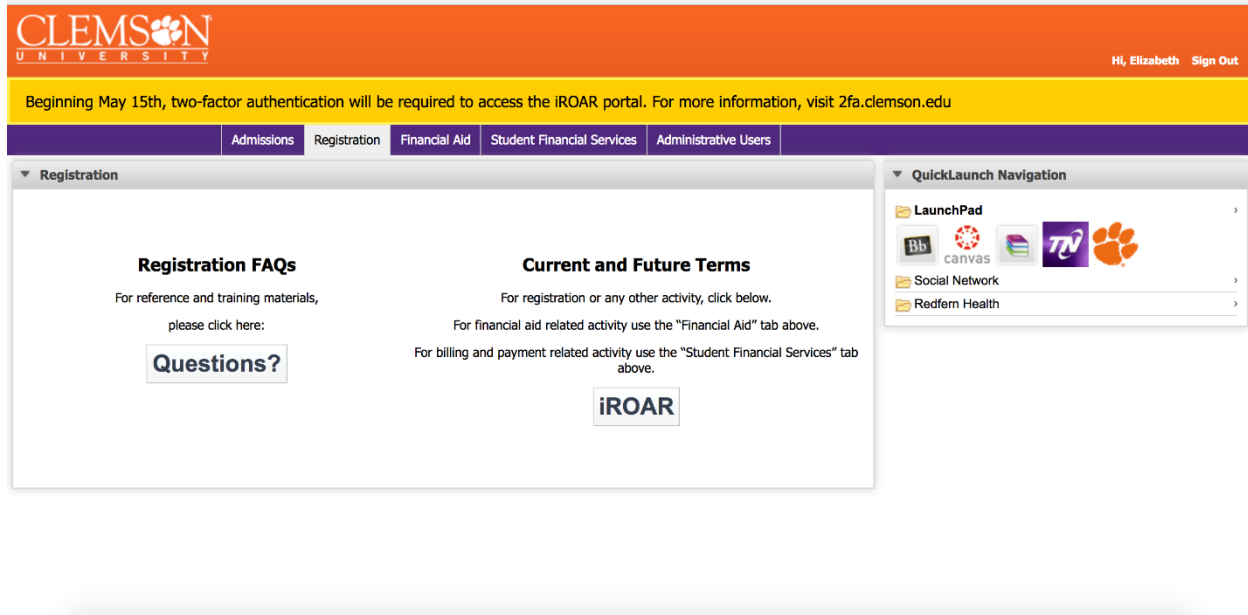 CLEMSON
UNIVERSITY
Hi, Elizabeth Sign Out
Beginning May 15th, two-factor authentication will be required to access the iROAR portal. For more information, visit 2fa.clemson.edu
Admissions Registration Financial Aid Student Financial Services Administrative Users
Registration
Registration FAQs
For reference and training materials,
please click here:
Questions?
Current and Future Terms
For registration or any other activity, click below.
For financial aid related activity use the “Financial Aid” tab above.
For billing and payment related activity use the “Student Financial Services” tab
above.
iROAR
QuickLaunch Navigation
LaunchPad
Bb canvas TN
Social Network
Redfern Health